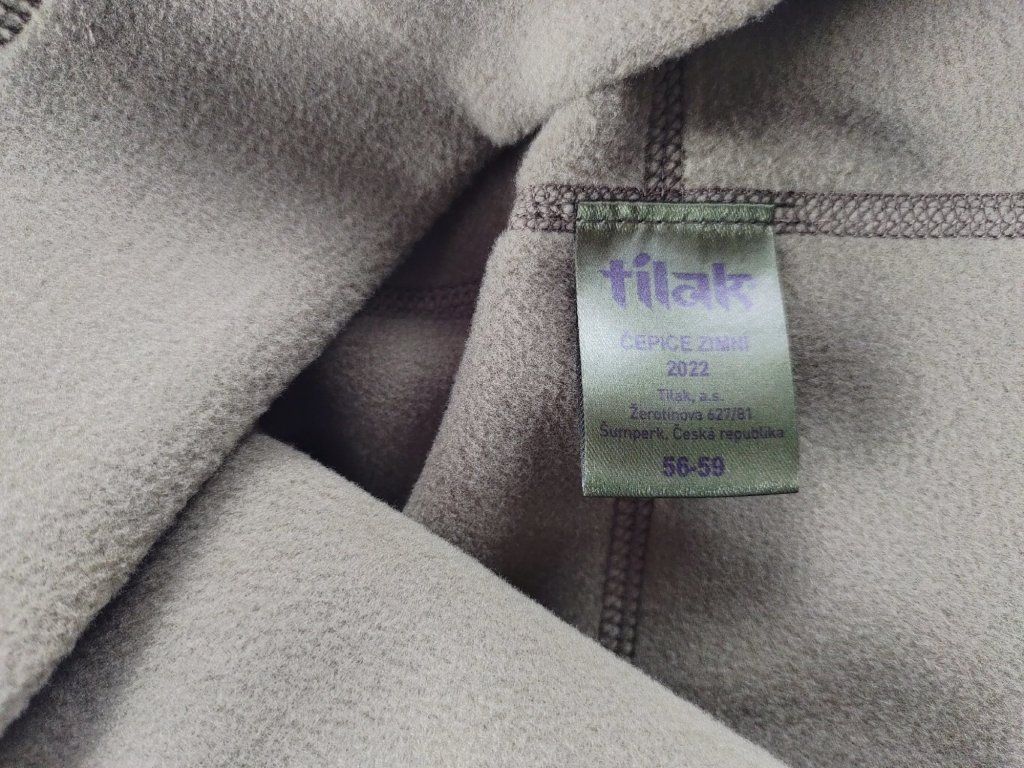 tilak
ČEPICE ZIMNÍ
2022
Tilak, a.s.
Žerotínova 627/81
Šumperk, Česká republika
56-59